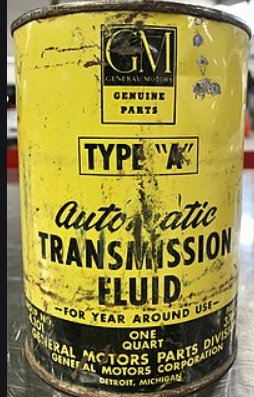 GM
GENERAL MOTORS
GENUINE
PARTS
TYPE "A"
Automatic
TRANSMISSION
FLUID
—FOR YEAR AROUND USE—
ONE
QUART
GENERAL MOTORS PARTS DIVISI
GENERAL MOTORS CORPORATION
DETROIT, MICHIGAN